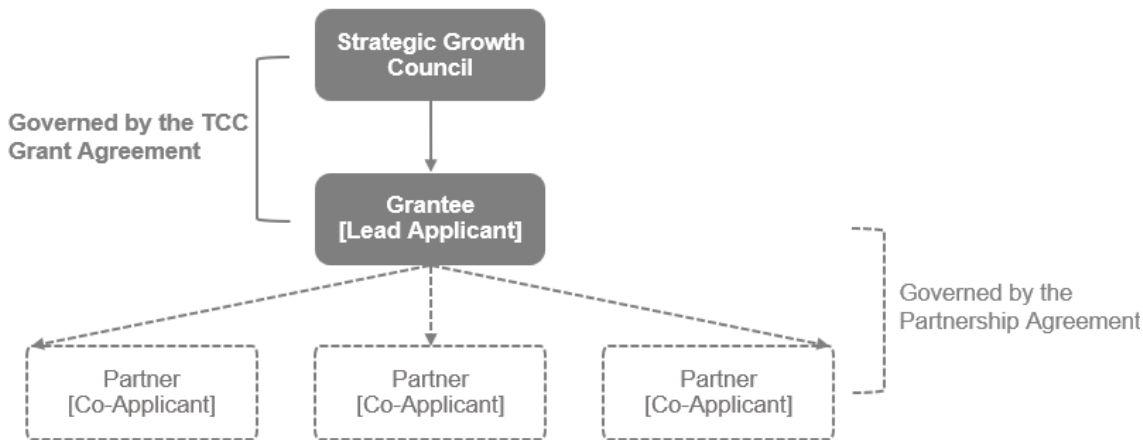 Strategic Growth
Council
Governed by the TCC
Grant Agreement
Grantee
[Lead Applicant]
Governed by the
Partnership Agreement
Partner
[Co-Applicant]
Partner
[Co-Applicant]
Partner
[Co-Applicant]